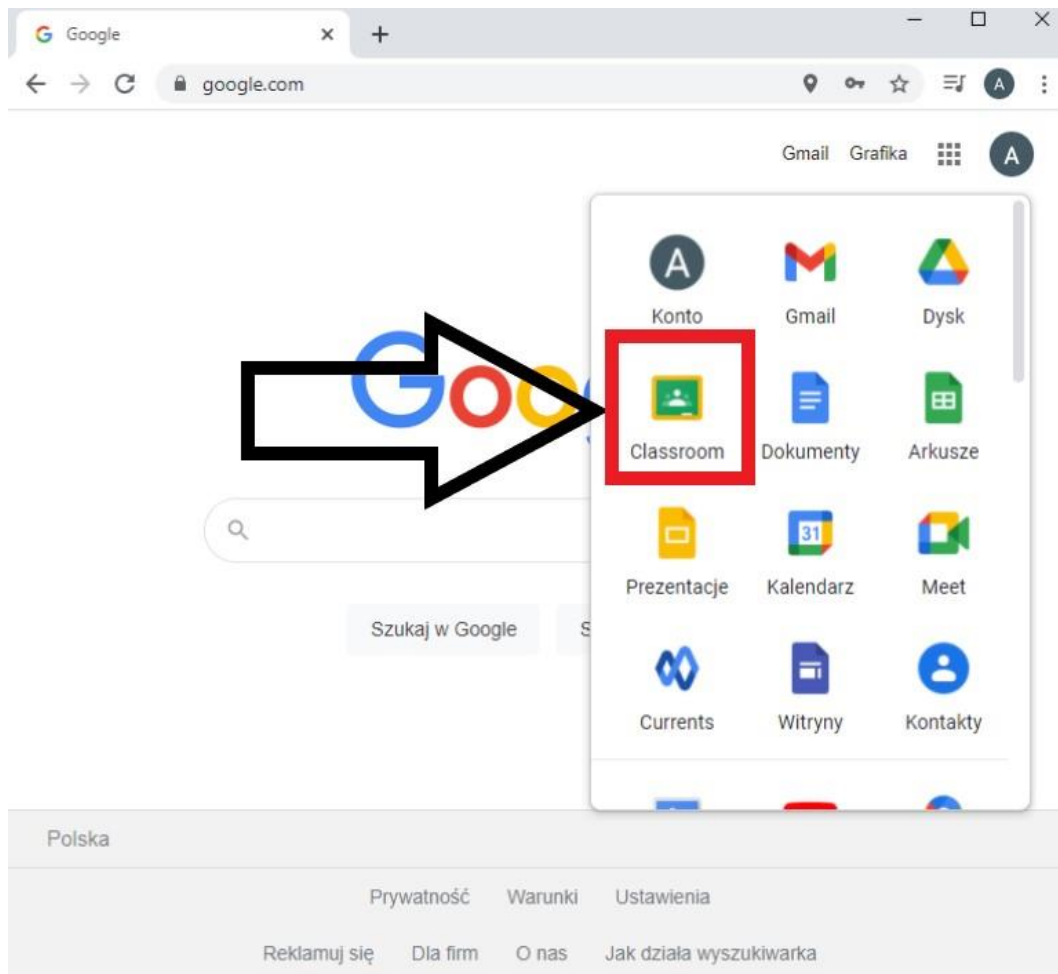 Google
google.com
A
Gmail Grafika A
A
Konto Gmail Dysk
Goo
Classroom Dokumenty Arkusze
31
Prezentacje Kalendarz Meet
Szukaj w Google S
Currents Witryny Kontakty
Polska
Prywatność Warunki Ustawienia
Reklamuj się Dla firm O nas Jak działa wyszukiwarka